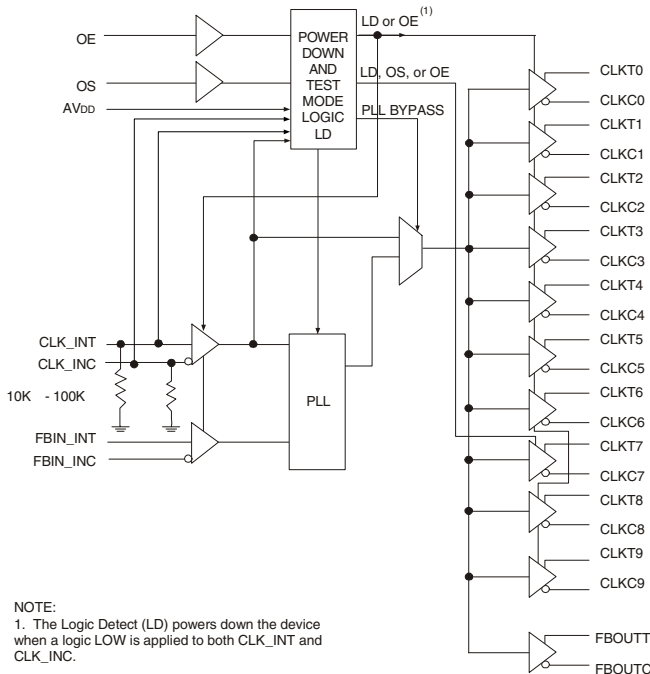 OE
OS
AVDD
POWER
DOWN
AND
TEST
MODE
LOGIC
LD
LD or OE (1)
LD, OS, or OE
PLL BYPASS
CLK_INT
CLK_INC
10K - 100K
FBIN_INT
FBIN_INC
PLL
CLKT0
CLKC0
CLKT1
CLKC1
CLKT2
CLKC2
CLKT3
CLKC3
CLKT4
CLKC4
CLKT5
CLKC5
CLKT6
CLKC6
CLKT7
CLKC7
CLKT8
CLKC8
CLKT9
CLKC9
FBOUTT
FBOUTC
NOTE:
1. The Logic Detect (LD) powers down the device
when a logic LOW is applied to both CLK_INT and
CLK_INC.